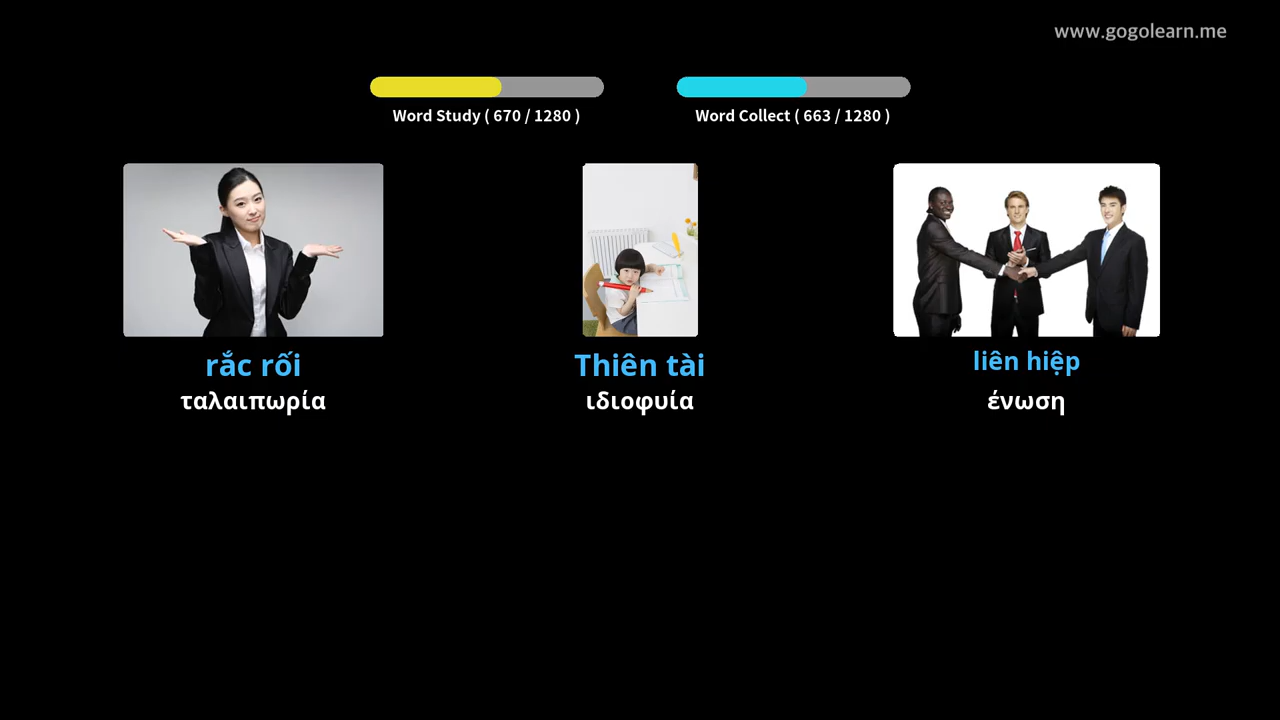 www.gogolearn.me
Word Study ( 670 / 1280 )
Word Collect ( 663 / 1280 )
rắc rối
ταλαιπωρία
Thiên tài
ιδιοφυία
liên hiệp
ένωση